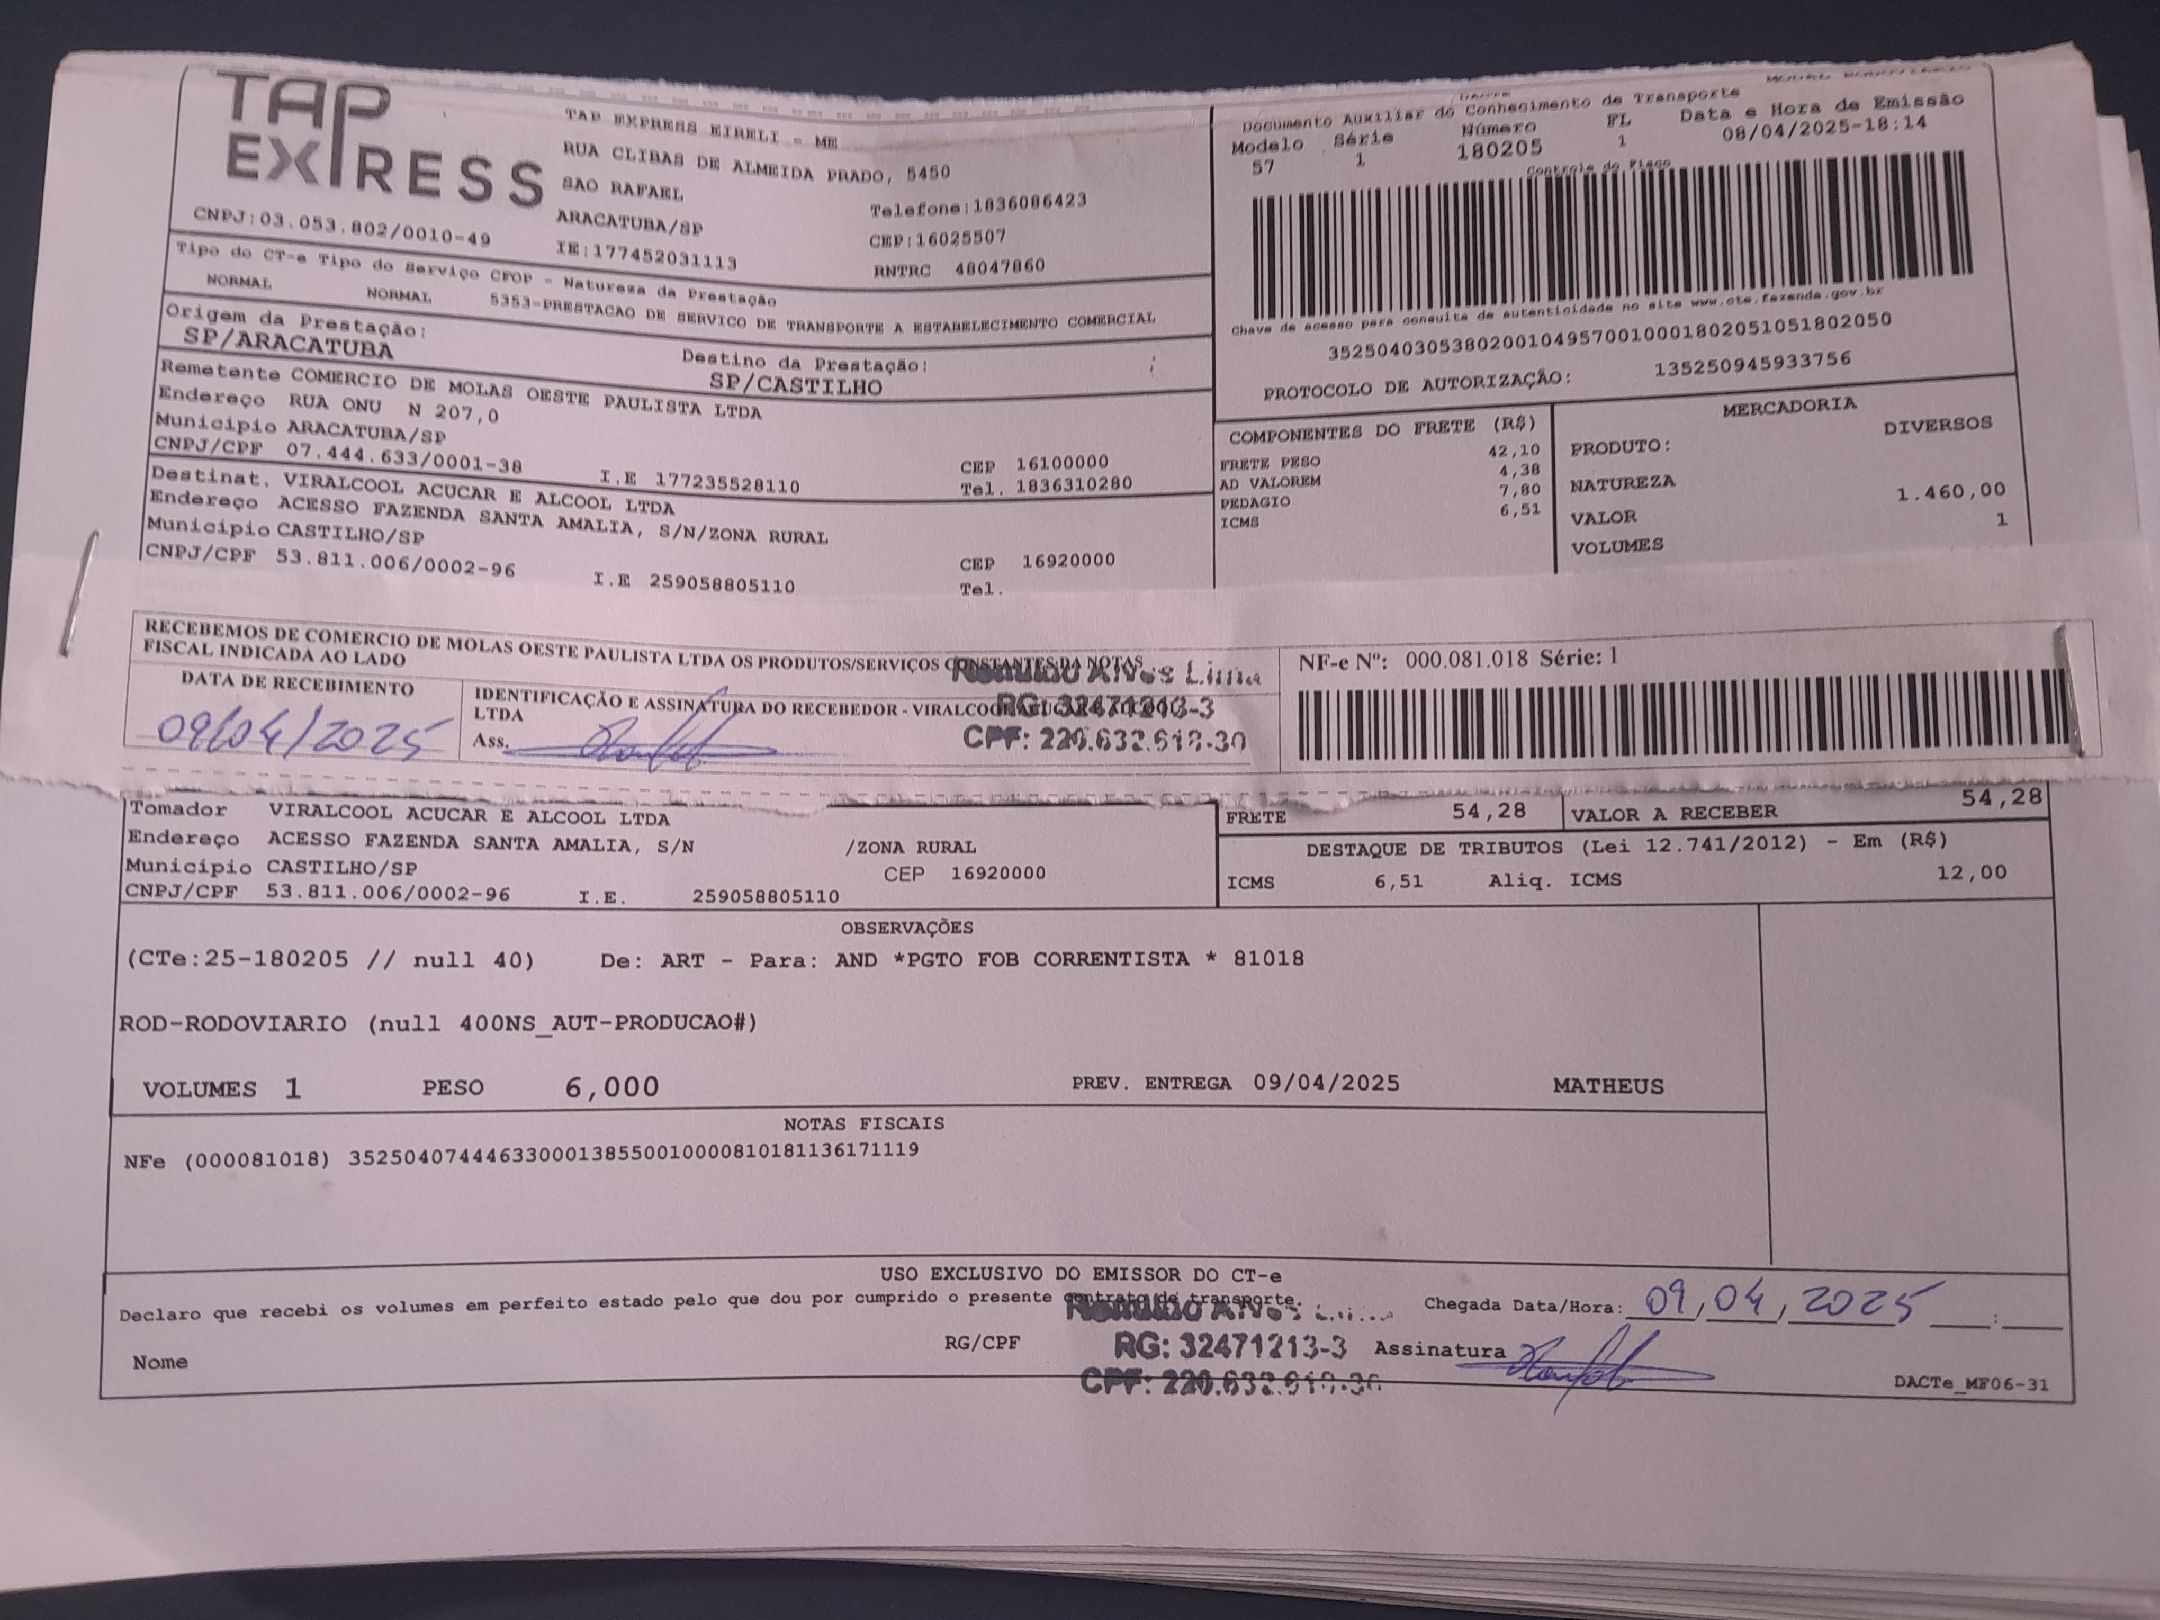 TAP
EXPRESS
CNPJ:03.053.802/0010-49
TAP EXPRESS EIRELI - ME
RUA CLIBAS DE ALMEIDA PRADO, 5450
SAO RAFAEL
ARACATUBA/SP
IE:177452031113
Telefone:1836086423
CEP:16025507
RNTRC 48047860
Documento Auxiliar do Conhecimento de Transporte
Modelo Série Número FL Data e Hora de Emissão
57 1 180205 1 08/04/2025-18:14
Controle do Fisco
Chave de acesso para consulta de autenticidade no site www.cte.fazenda.gov.br
35250403053802001049570010001802051051802050
PROTOCOLO DE AUTORIZAÇÃO: 135250945933756
Tipo do CT-e Tipo do Serviço CFOP - Natureza da Prestação
NORMAL NORMAL 5353-PRESTACAO DE SERVICO DE TRANSPORTE A ESTABELECIMENTO COMERCIAL
Origem da Prestação: Destino da Prestação:
SP/ARACATUBA SP/CASTILHO
Remetente COMERCIO DE MOLAS OESTE PAULISTA LTDA
Endereço RUA ONU N 207,0
Município ARACATUBA/SP CEP 16100000
CNPJ/CPF 07.444.633/0001-38 I.E 177235528110 Tel. 1836310280
Destinat. VIRALCOOL ACUCAR E ALCOOL LTDA
Endereço ACESSO FAZENDA SANTA AMALIA, S/N/ZONA RURAL
Município CASTILHO/SP CEP 16920000
CNPJ/CPF 53.811.006/0002-96 I.E 259058805110 Tel.
COMPONENTES DO FRETE (R$)
FRETE PESO 42,10
AD VALOREM 4,38
PEDAGIO 7,80
ICMS 6,51
MERCADORIA
PRODUTO: DIVERSOS
NATUREZA
VALOR 1.460,00
VOLUMES 1
RECEBEMOS DE COMERCIO DE MOLAS OESTE PAULISTA LTDA OS PRODUTOS/SERVIÇOS CONSTANTES DA NOTAS
FISCAL INDICADA AO LADO
DATA DE RECEBIMENTO
09/04/2025
IDENTIFICAÇÃO E ASSINATURA DO RECEBEDOR - VIRALCOOL
LTDA
Ass.
Alves Lima
RG: 32471213-3
CPF:
NF-e Nº: 000.081.018 Série: 1
Tomador VIRALCOOL ACUCAR E ALCOOL LTDA
Endereço ACESSO FAZENDA SANTA AMALIA, S/N /ZONA RURAL
Município CASTILHO/SP CEP 16920000
CNPJ/CPF 53.811.006/0002-96 I.E. 259058805110
FRETE 54,28 VALOR A RECEBER 54,28
DESTAQUE DE TRIBUTOS (Lei 12.741/2012) - Em (R$)
ICMS 6,51 Aliq. ICMS 12,00
OBSERVAÇÕES
(CTe:25-180205 // null 40) De: ART - Para: AND *PGTO FOB CORRENTISTA * 81018
ROD-RODOVIARIO (null 400NS_AUT-PRODUCAO#)
VOLUMES 1 PESO 6,000 PREV. ENTREGA 09/04/2025 MATHEUS
NOTAS FISCAIS
NFe (000081018) 35250407444633000138550010000810181136171119
USO EXCLUSIVO DO EMISSOR DO CT-e
Declaro que recebi os volumes em perfeito estado pelo que dou por cumprido o presente contrato de transporte.
Chegada Data/Hora: 09,04,2025 :
Nome RG/CPF
RG: 32471213-3
CPF:
Assinatura
DACTe_MF06-31